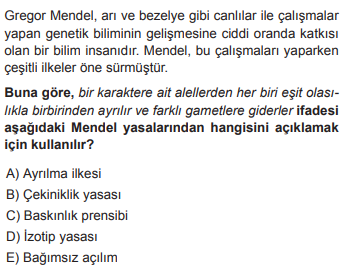 Gregor Mendel, arı ve bezelye gibi canlılar ile çalışmalar
yapan genetik biliminin gelişmesine ciddi oranda katkısı
olan bir bilim insanıdır. Mendel, bu çalışmaları yaparken
çeşitli ilkeler öne sürmüştür.
Buna göre, bir karaktere ait alellerden her biri eşit olası-
lıkla birbirinden ayrılır ve farklı gametlere giderler ifadesi
aşağıdaki Mendel yasalarından hangisini açıklamak
için kullanılır?
A) Ayrılma ilkesi
B) Çekiniklik yasası
C) Baskınlık prensibi
D) İzotip yasası
E) Bağımsız açılım